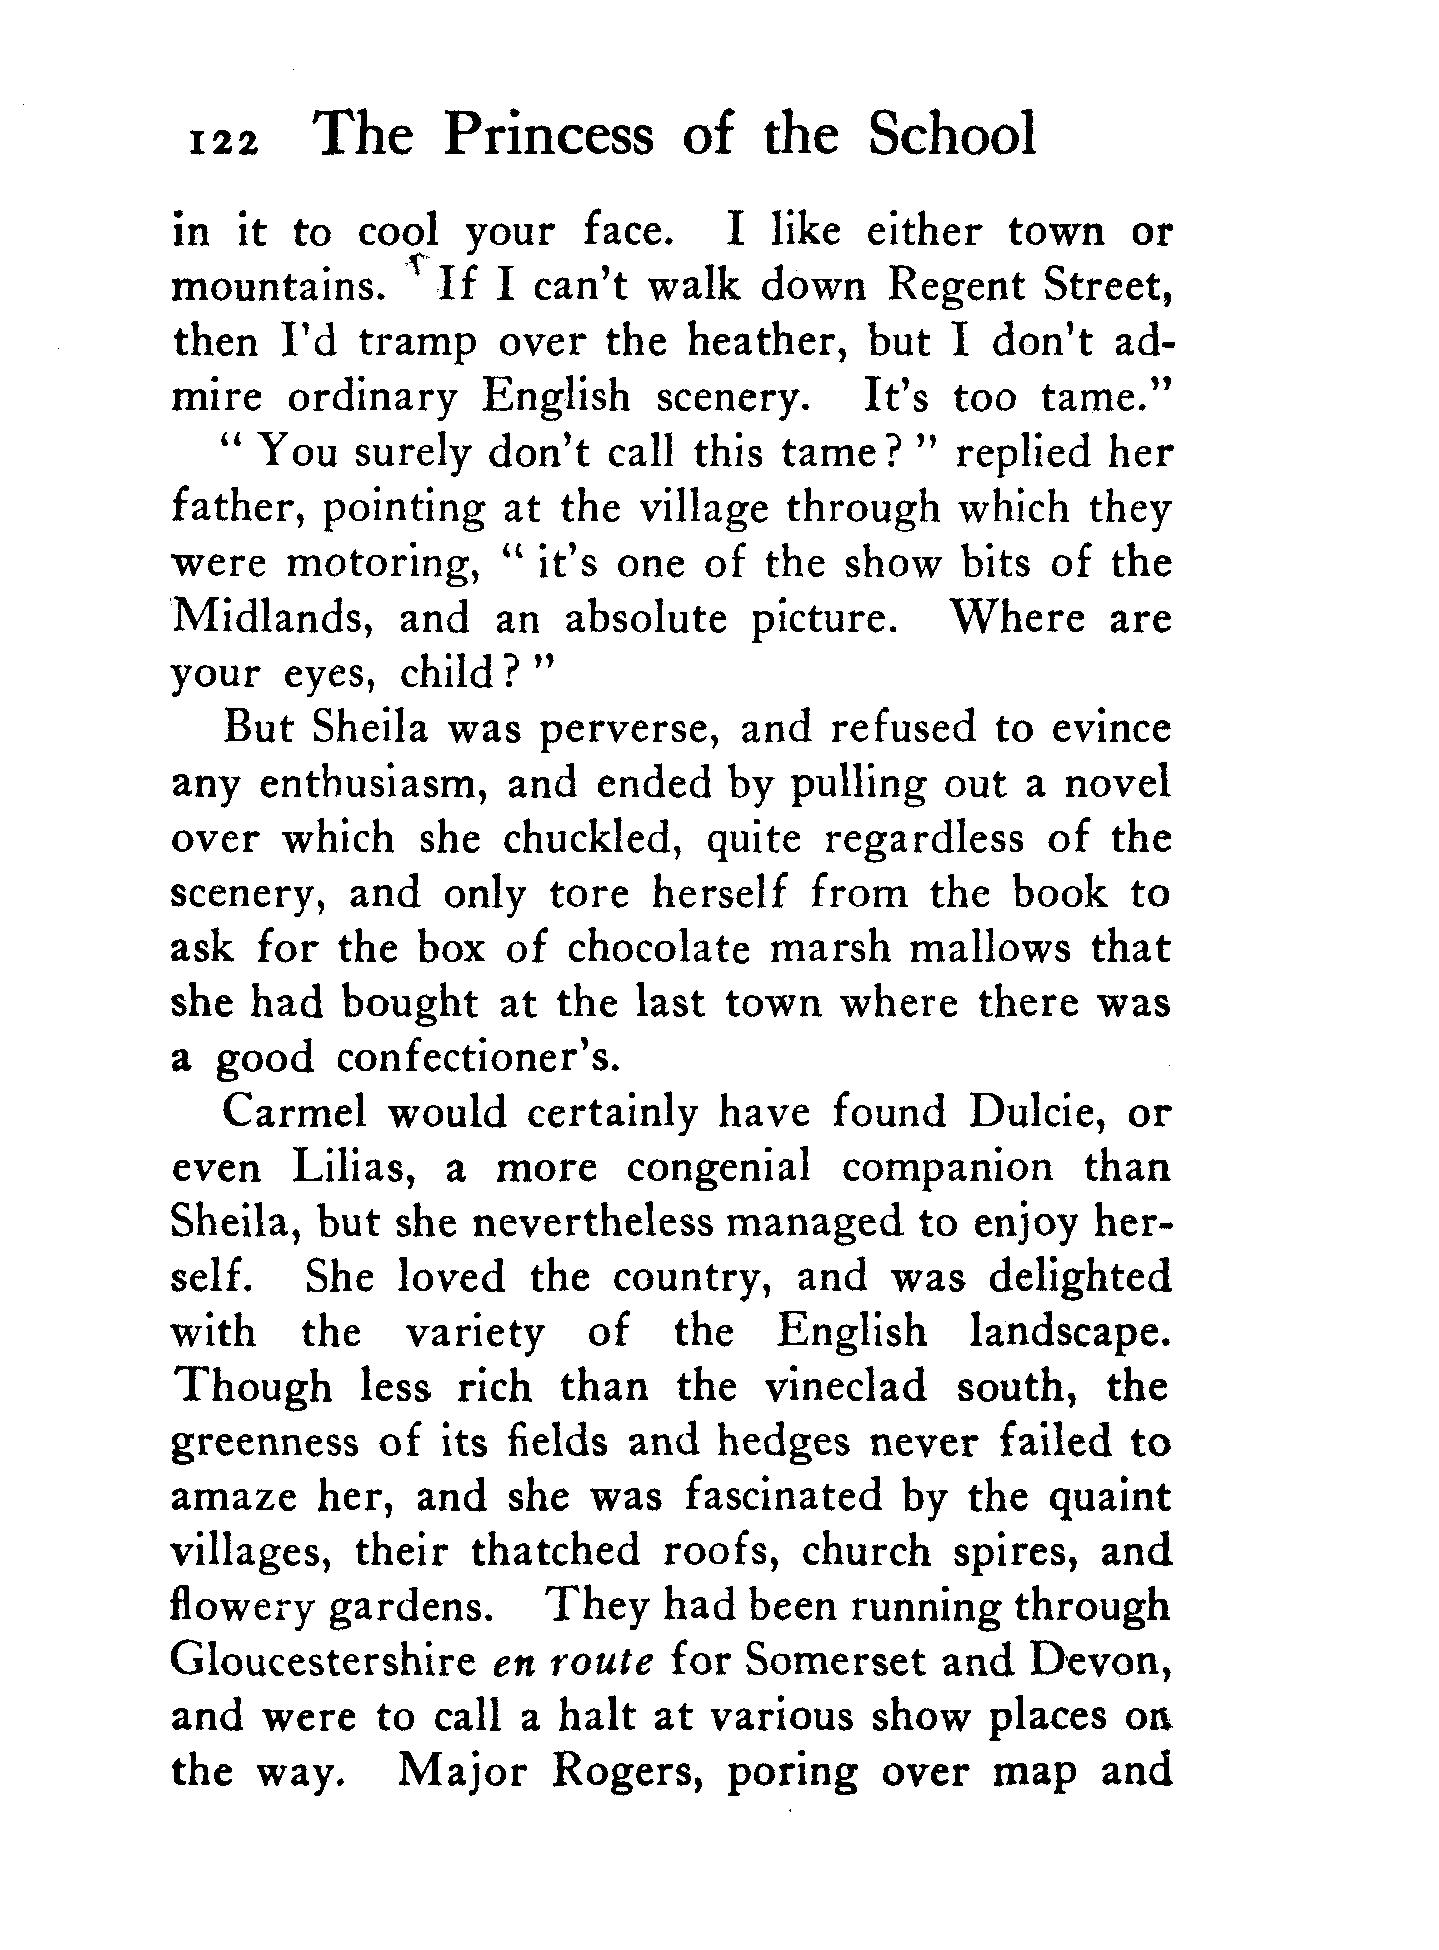 122 The Princess of the School
in it to cool your face. I like either town or
mountains. If I can't walk down Regent Street,
then I'd tramp over the heather, but I don't ad-
mire ordinary English scenery. It's too tame."
" You surely don't call this tame? " replied her
father, pointing at the village through which they
were motoring, " it's one of the show bits of the
Midlands, and an absolute picture. Where are
your eyes, child? "
But Sheila was perverse, and refused to evince
any enthusiasm, and ended by pulling out a novel
over which she chuckled, quite regardless of the
scenery, and only tore herself from the book to
ask for the box of chocolate marsh mallows that
she had bought at the last town where there was
a good confectioner's.
Carmel would certainly have found Dulcie, or
even Lilias, a more congenial companion than
Sheila, but she nevertheless managed to enjoy her-
self. She loved the country, and was delighted
with the variety of the English landscape.
Though less rich than the vineclad south, the
greenness of its fields and hedges never failed to
amaze her, and she was fascinated by the quaint
villages, their thatched roofs, church spires, and
flowery gardens. They had been running through
Gloucestershire en route for Somerset and Devon,
and were to call a halt at various show places on
the way. Major Rogers, poring over map and